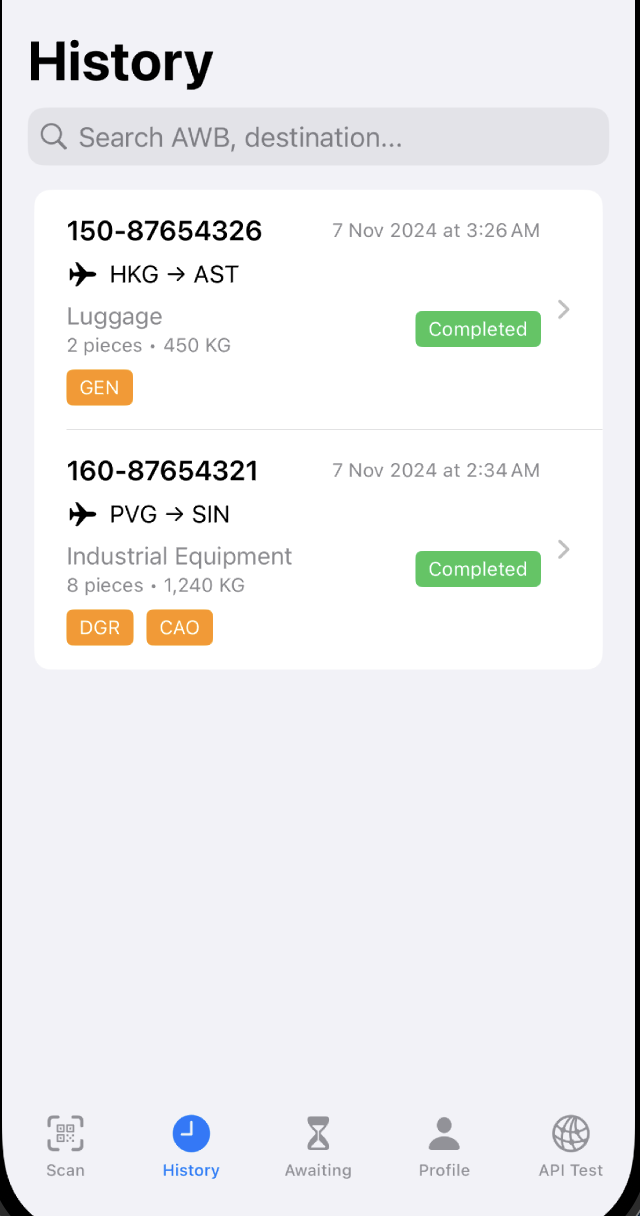 History
Search AWB, destination...
150-87654326
7 Nov 2024 at 3:26 AM
HKG → AST
Luggage
2 pieces • 450 KG
Completed
GEN
160-87654321
7 Nov 2024 at 2:34 AM
PVG → SIN
Industrial Equipment
8 pieces • 1,240 KG
Completed
DGR CAO
Scan History Awaiting Profile API Test